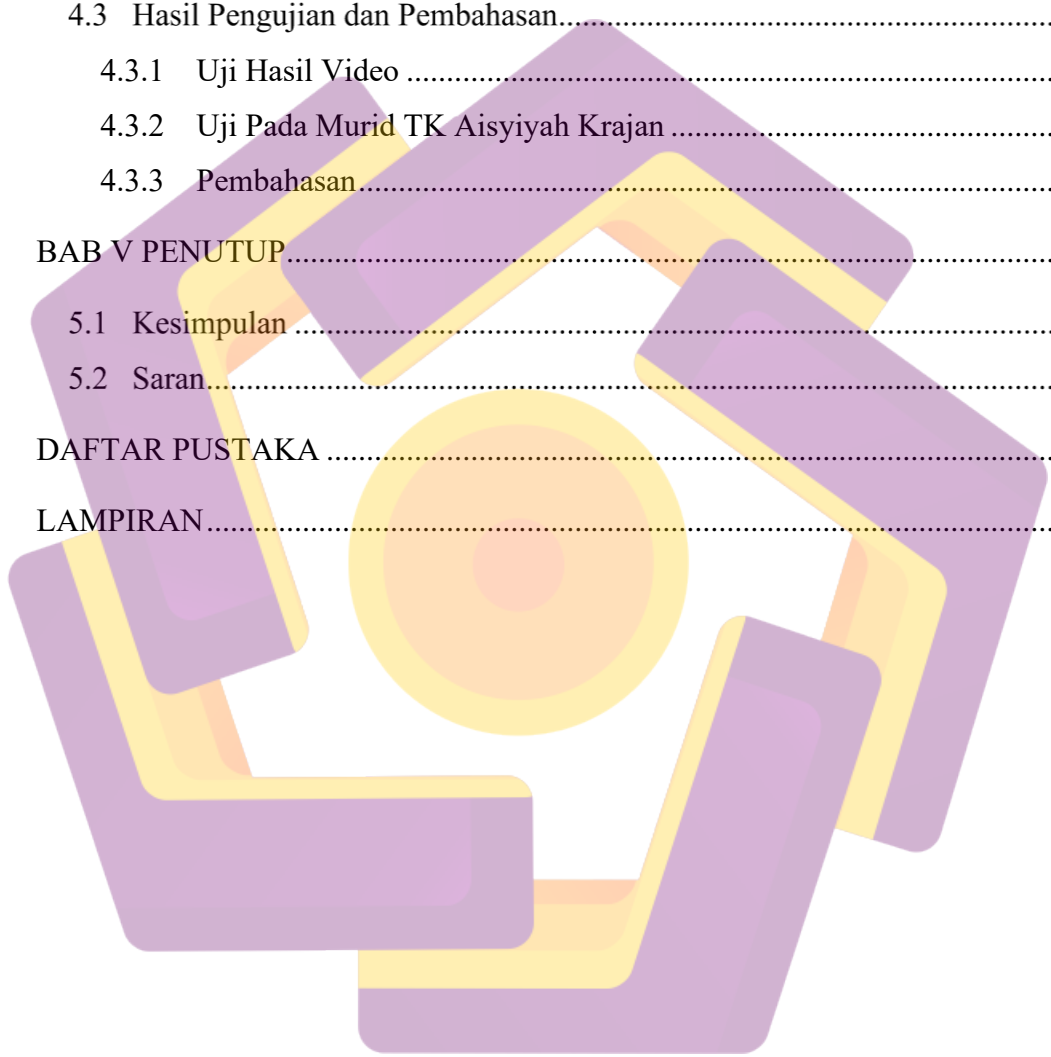 4.3 Hasil Pengujian dan Pembahasan..........................................................
4.3.1 Uji Hasil Video ..........................................................................
4.3.2 Uji Pada Murid TK Aisyiyah Krajan ..........................................
4.3.3 Pembahasan................................................................................
BAB V PENUTUP.....................................................................................
5.1 Kesimpulan ....................................................................................
5.2 Saran...............................................................................................
DAFTAR PUSTAKA ................................................................................
LAMPIRAN..............................................................................................